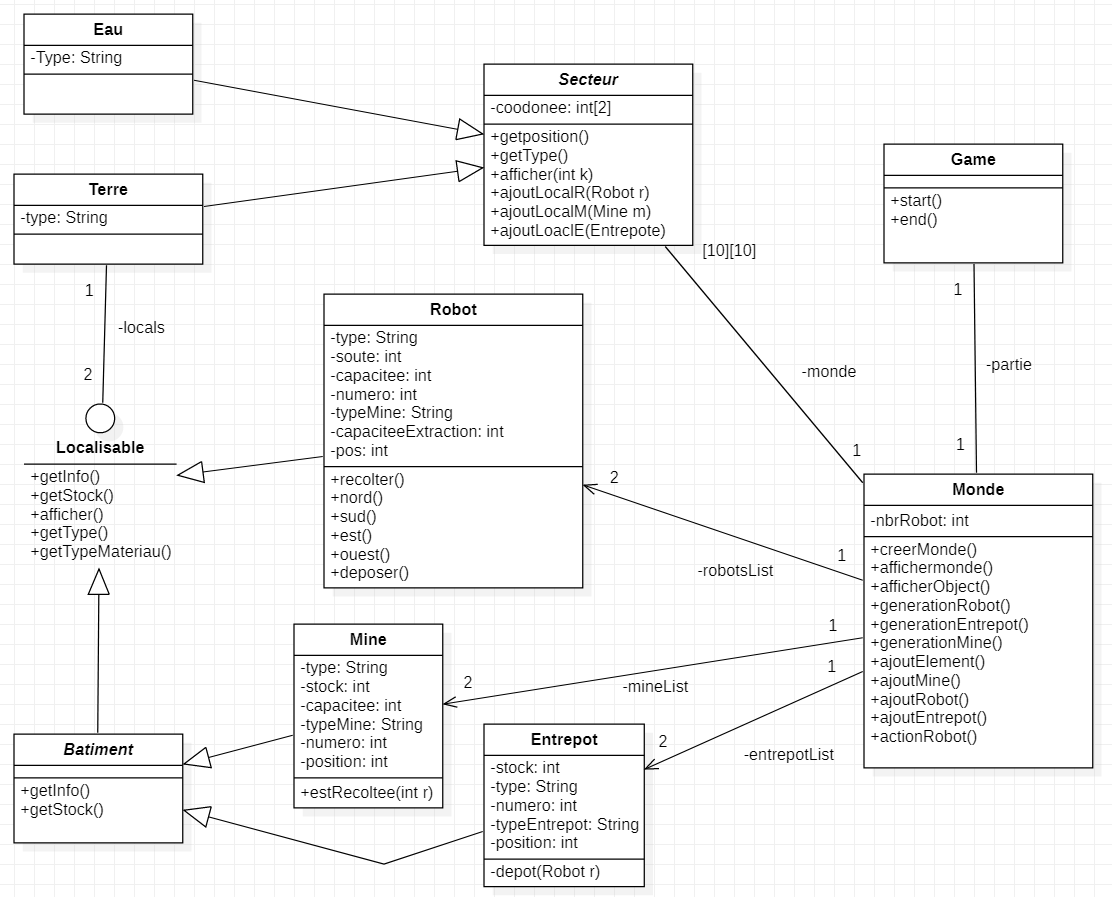 Eau
-Type: String
Secteur
-coodonee: int[2]
+getposition()
+getType()
+afficher(int k)
+ajoutLocalR(Robot r)
+ajoutLocalM(Mine m)
+ajoutLoaclE(Entrepote)
Game
+start()
+end()
Terre
-type: String
[10][10]
1
1
-locals
2
-monde
1
-partie
1
Robot
-type: String
-soute: int
-capacitee: int
-numero: int
-typeMine: String
-capaciteeExtraction: int
-pos: int
+recolter()
+nord()
+sud()
+est()
+ouest()
+deposer()
Localisable
+getInfo()
+getStock()
+afficher()
+getType()
+getTypeMateriau()
2
1
-robotsList
Monde
-nbrRobot: int
+creerMonde()
+affichermonde()
+afficherObject()
+generationRobot()
+generationEntrepot()
+generationMine()
+ajoutElement()
+ajoutMine()
+ajoutRobot()
+ajoutEntrepot()
+actionRobot()
1
2
-mineList
1
2
-entrepotList
Mine
-type: String
-stock: int
-capacitee: int
-typeMine: String
-numero: int
-position: int
+estRecoltee(int r)
Entrepot
-stock: int
-type: String
-numero: int
-typeEntrepot: String
-position: int
-depot(Robot r)
Batiment
+getInfo()
+getStock()